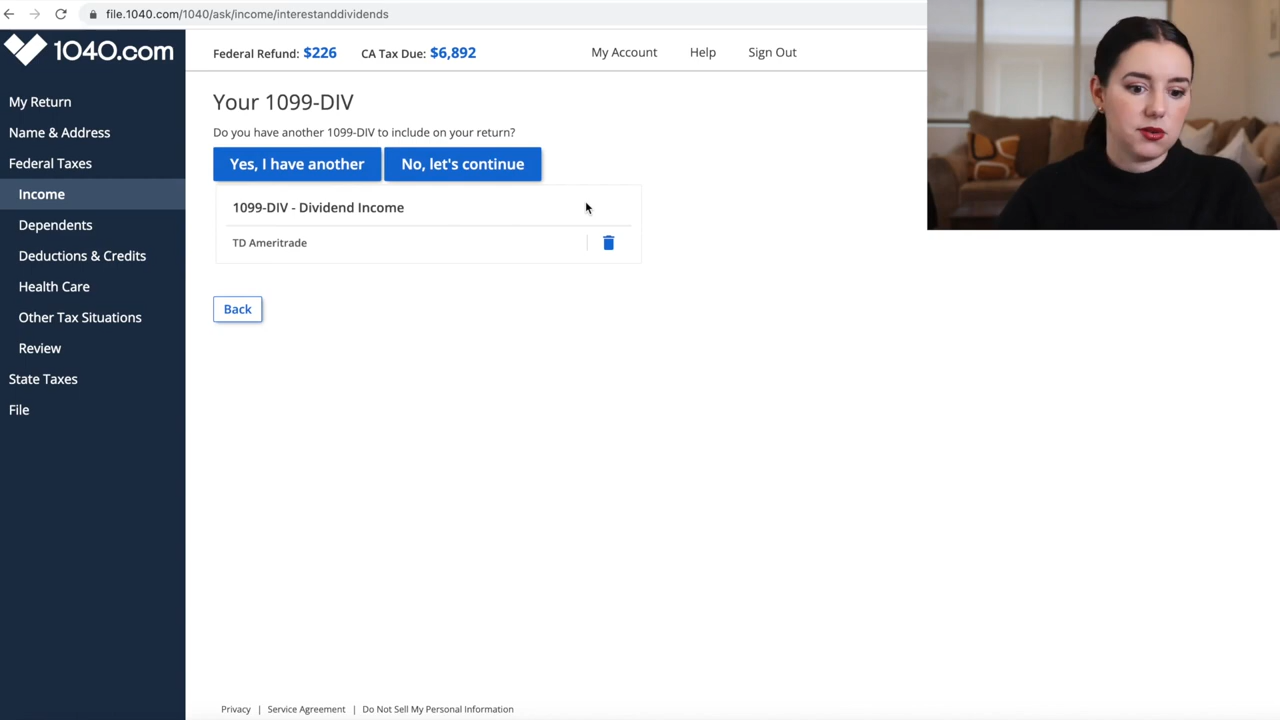 file.1040.com/1040/ask/income/interestanddividends
1040.com
Federal Refund: $226 CA Tax Due: $6,892 My Account Help Sign Out
My Return
Name & Address
Federal Taxes
Income
Dependents
Deductions & Credits
Health Care
Other Tax Situations
Review
State Taxes
File
Your 1099-DIV
Do you have another 1099-DIV to include on your return?
Yes, I have another No, let's continue
1099-DIV - Dividend Income
TD Ameritrade
Back
Privacy | Service Agreement | Do Not Sell My Personal Information